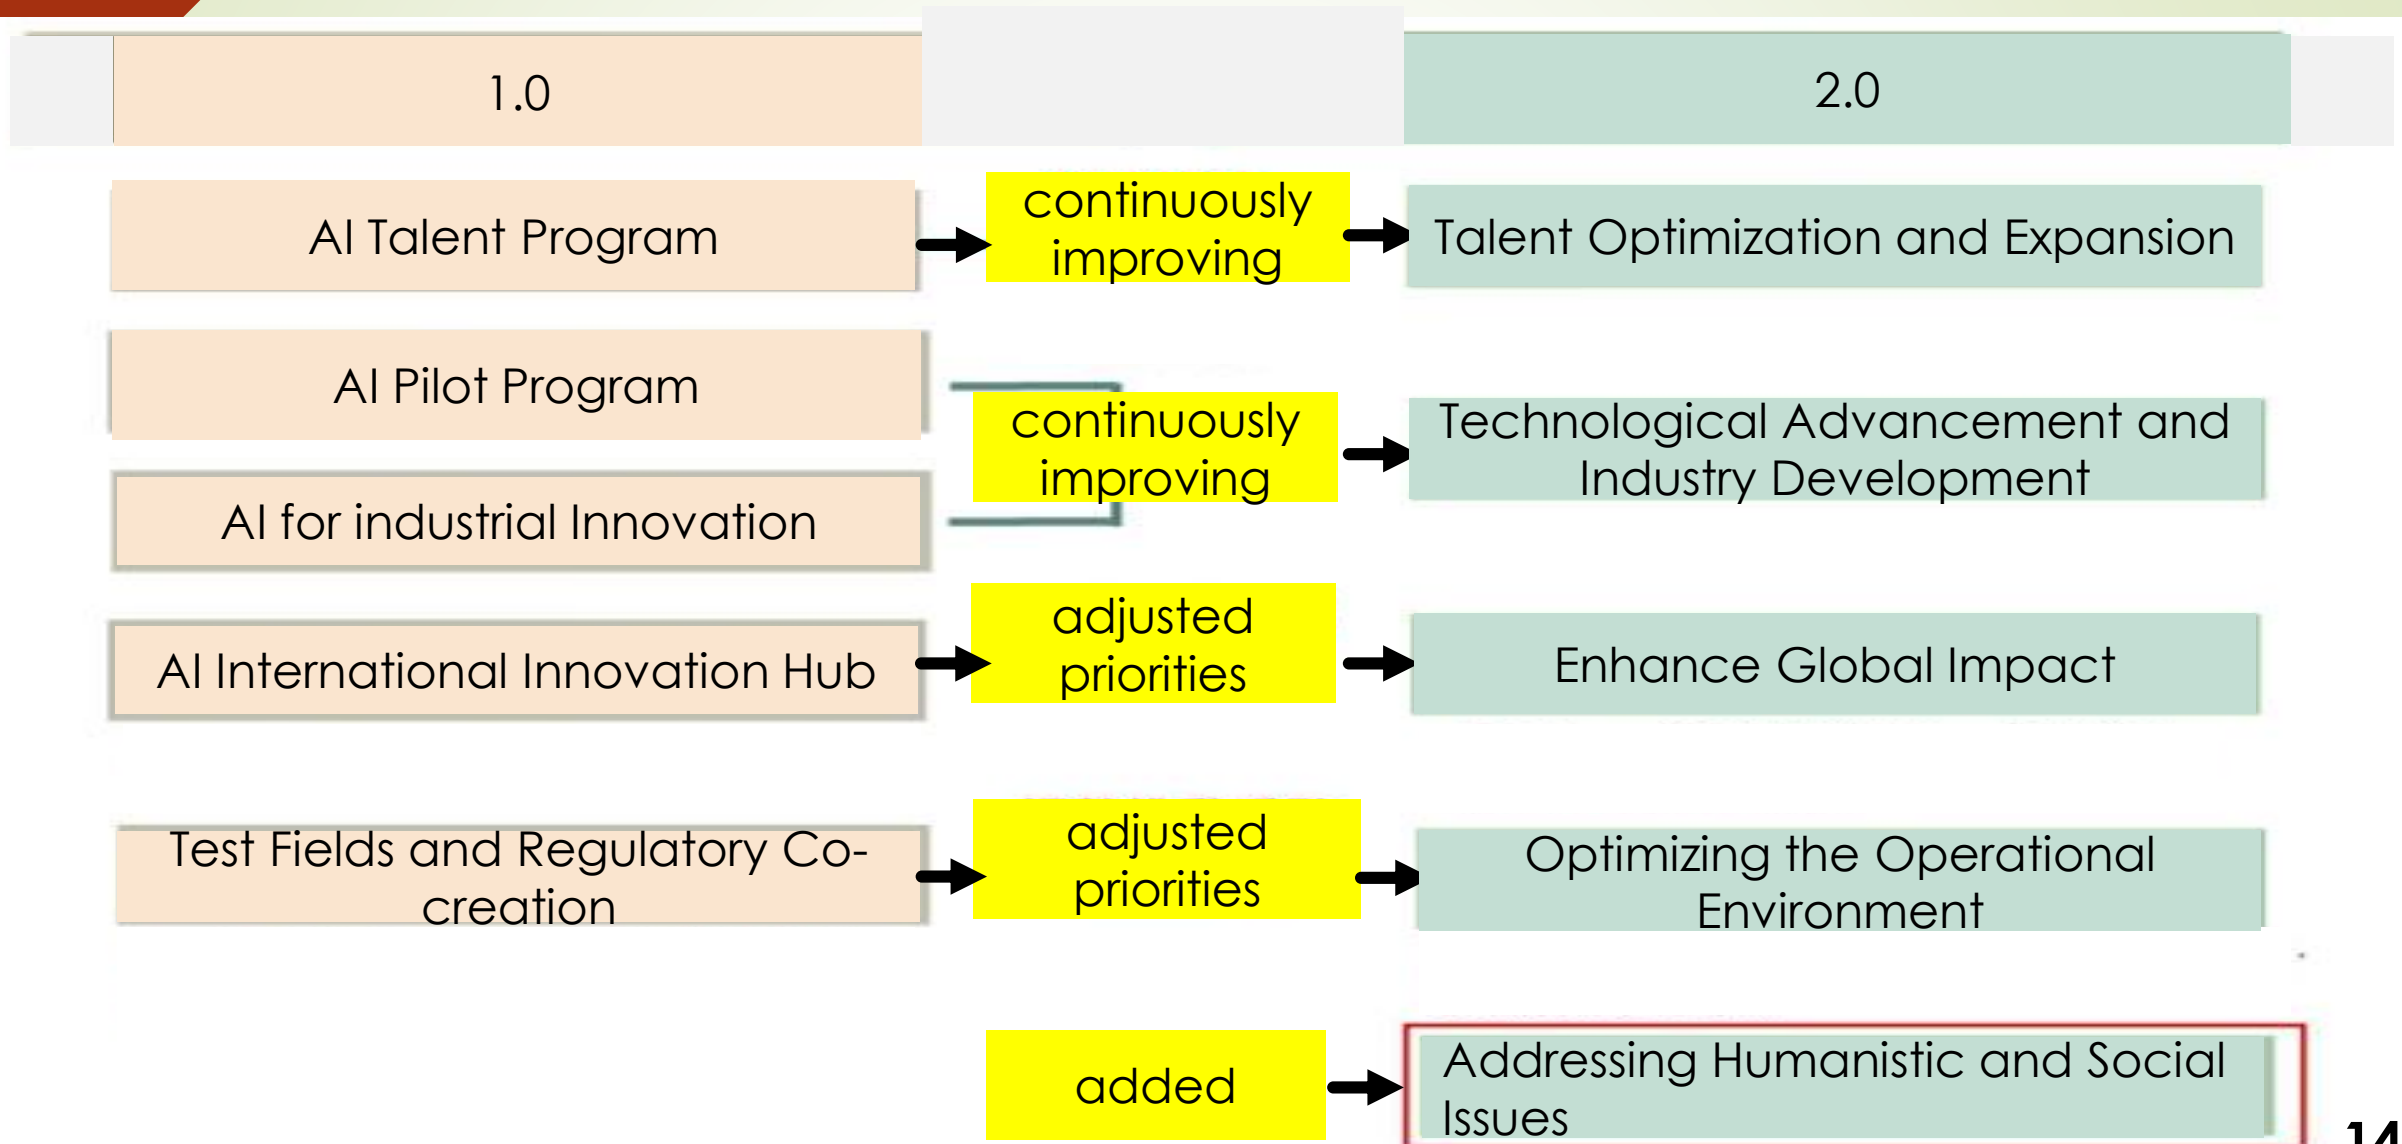 1.0
2.0
AI Talent Program
continuously
improving
Talent Optimization and Expansion
AI Pilot Program
AI for industrial Innovation
continuously
improving
Technological Advancement and
Industry Development
AI International Innovation Hub
adjusted
priorities
Enhance Global Impact
Test Fields and Regulatory Co-
creation
adjusted
priorities
Optimizing the Operational
Environment
added
Addressing Humanistic and Social
Issues
14